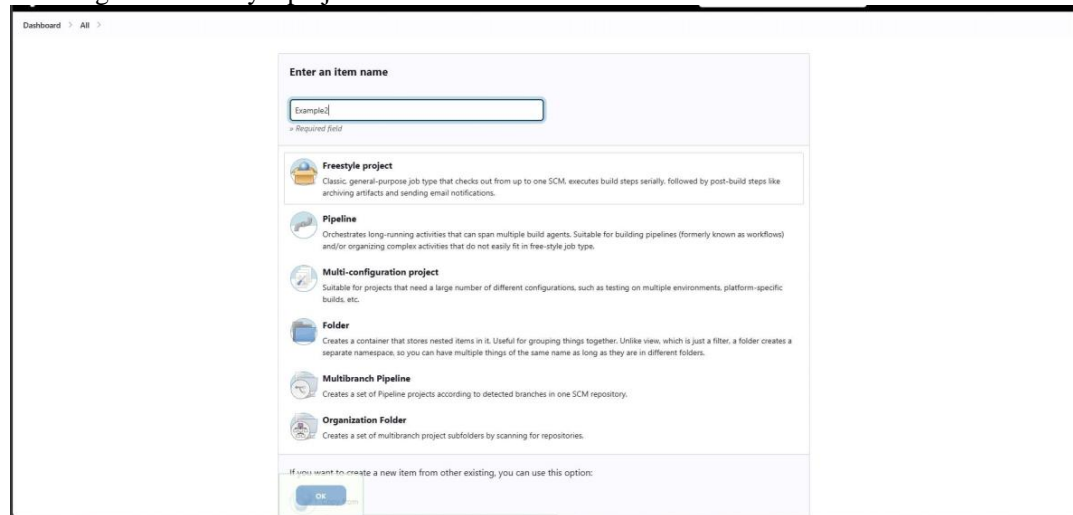 Dashboard > All >
Enter an item name
Example2
» Required field
Freestyle project
Classic, general-purpose job type that checks out from up to one SCM, executes build steps serially, followed by post-build steps like
archiving artifacts and sending email notifications.
Pipeline
Orchestrates long-running activities that can span multiple build agents. Suitable for building pipelines (formerly known as workflows)
and/or organizing complex activities that do not easily fit in free-style job type.
Multi-configuration project
Suitable for projects that need a large number of different configurations, such as testing on multiple environments, platform-specific
builds, etc.
Folder
Creates a container that stores nested items in it. Useful for grouping things together. Unlike view, which is just a filter, a folder creates a
separate namespace, so you can have multiple things of the same name as long as they are in different folders.
Multibranch Pipeline
Creates a set of Pipeline projects according to detected branches in one SCM repository.
Organization Folder
Creates a set of multibranch project subfolders by scanning for repositories.
If you want to create a new item from other existing, you can use this option:
OK